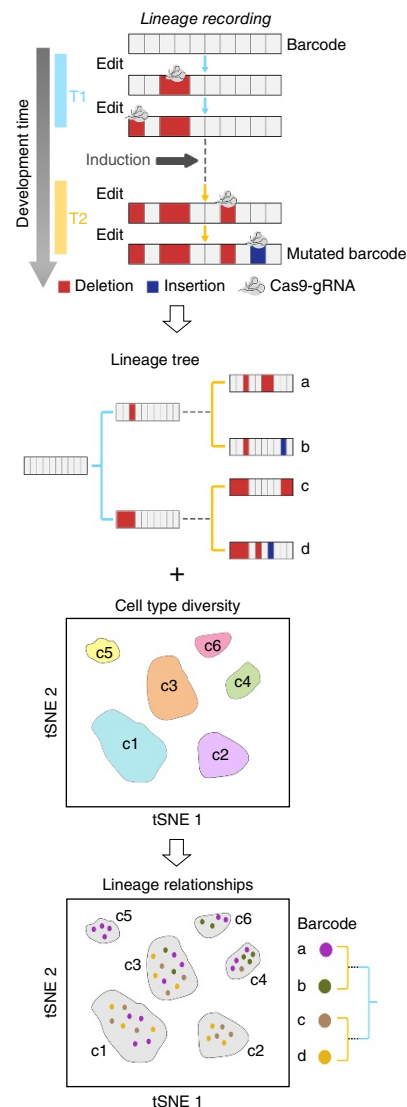 Lineage recording
Barcode
Edit
T1
Edit
Development time
Induction
Edit
T2
Edit
Mutated barcode
Deletion Insertion Cas9-gRNA
Lineage tree
a
b
c
d
+
Cell type diversity
c5
c6
c3
c4
c1
c2
tSNE 2
tSNE 1
Lineage relationships
c5
c6
c3
c4
c1
c2
tSNE 2
tSNE 1
Barcode
a
b
c
d